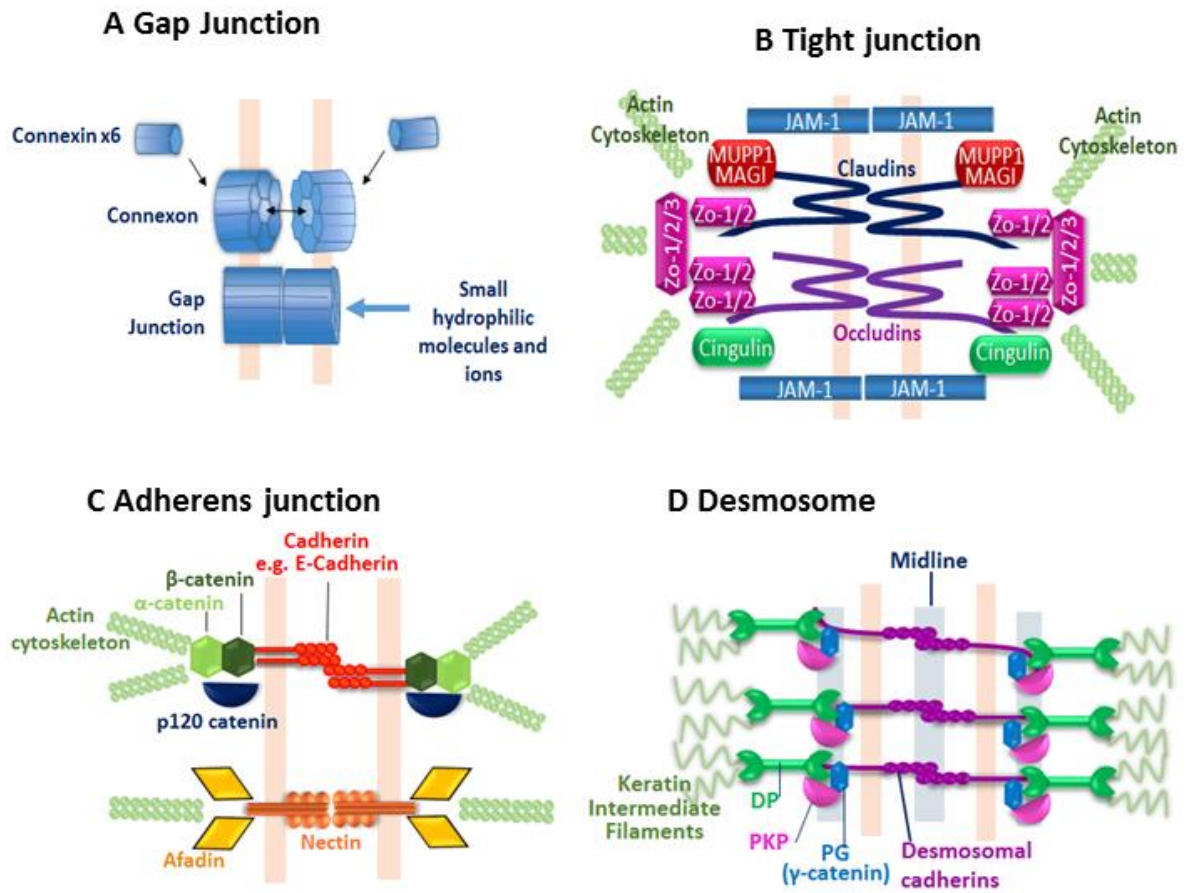 A Gap Junction
Connexin x6
Connexon
Gap
Junction
Small
hydrophilic
molecules and
ions
B Tight junction
Actin
Cytoskeleton
JAM-1
JAM-1
Actin
Cytoskeleton
MUPP1
MAGI
Claudins
MUPP1
MAGI
Zo-1/2/3
Zo-1/2
Zo-1/2
Zo-1/2/3
Zo-1/2
Zo-1/2
Zo-1/2
Zo-1/2
Cingulin
Occludins
Cingulin
JAM-1
JAM-1
C Adherens junction
Cadherin
e.g. E-Cadherin
β-catenin
α-catenin
Actin
cytoskeleton
p120 catenin
Afadin
Nectin
D Desmosome
Midline
Keratin
Intermediate
Filaments
DP
PKP
PG
(γ-catenin)
Desmosomal
cadherins